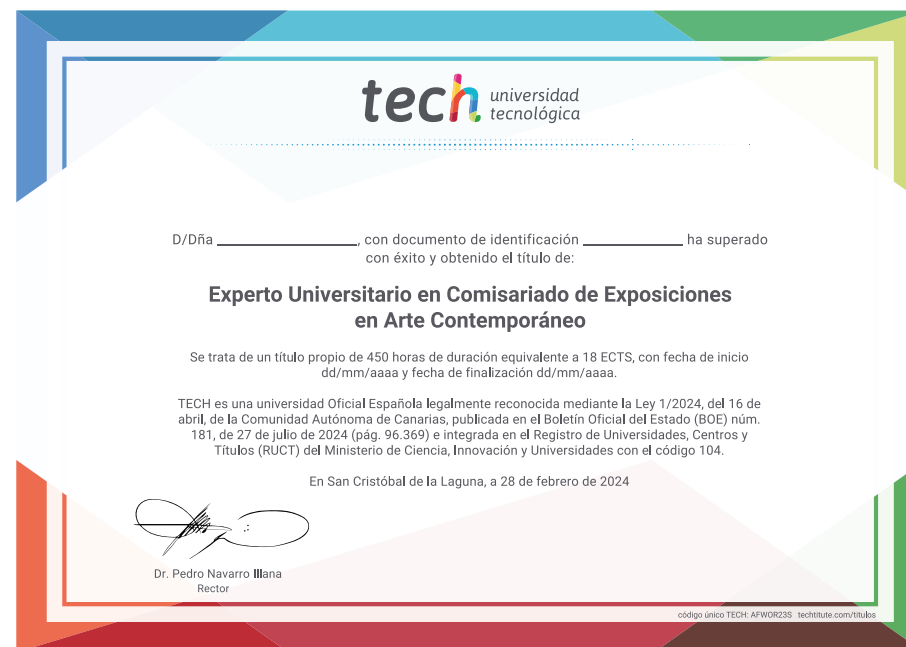 tech universidad
tecnológica
D/Dña ____________________, con documento de identificación ______________ ha superado
con éxito y obtenido el título de:
Experto Universitario en Comisariado de Exposiciones
en Arte Contemporáneo
Se trata de un título propio de 450 horas de duración equivalente a 18 ECTS, con fecha de inicio
dd/mm/aaaa y fecha de finalización dd/mm/aaaa.
TECH es una universidad Oficial Española legalmente reconocida mediante la Ley 1/2024, del 16 de
abril, de la Comunidad Autónoma de Canarias, publicada en el Boletín Oficial del Estado (BOE) núm.
181, de 27 de julio de 2024 (pág. 96.369) e integrada en el Registro de Universidades, Centros y
Títulos (RUCT) del Ministerio de Ciencia, Innovación y Universidades con el código 104.
En San Cristóbal de la Laguna, a 28 de febrero de 2024
Dr. Pedro Navarro Illana
Rector
código único TECH: AFWOR23S techtitute.com/titulos